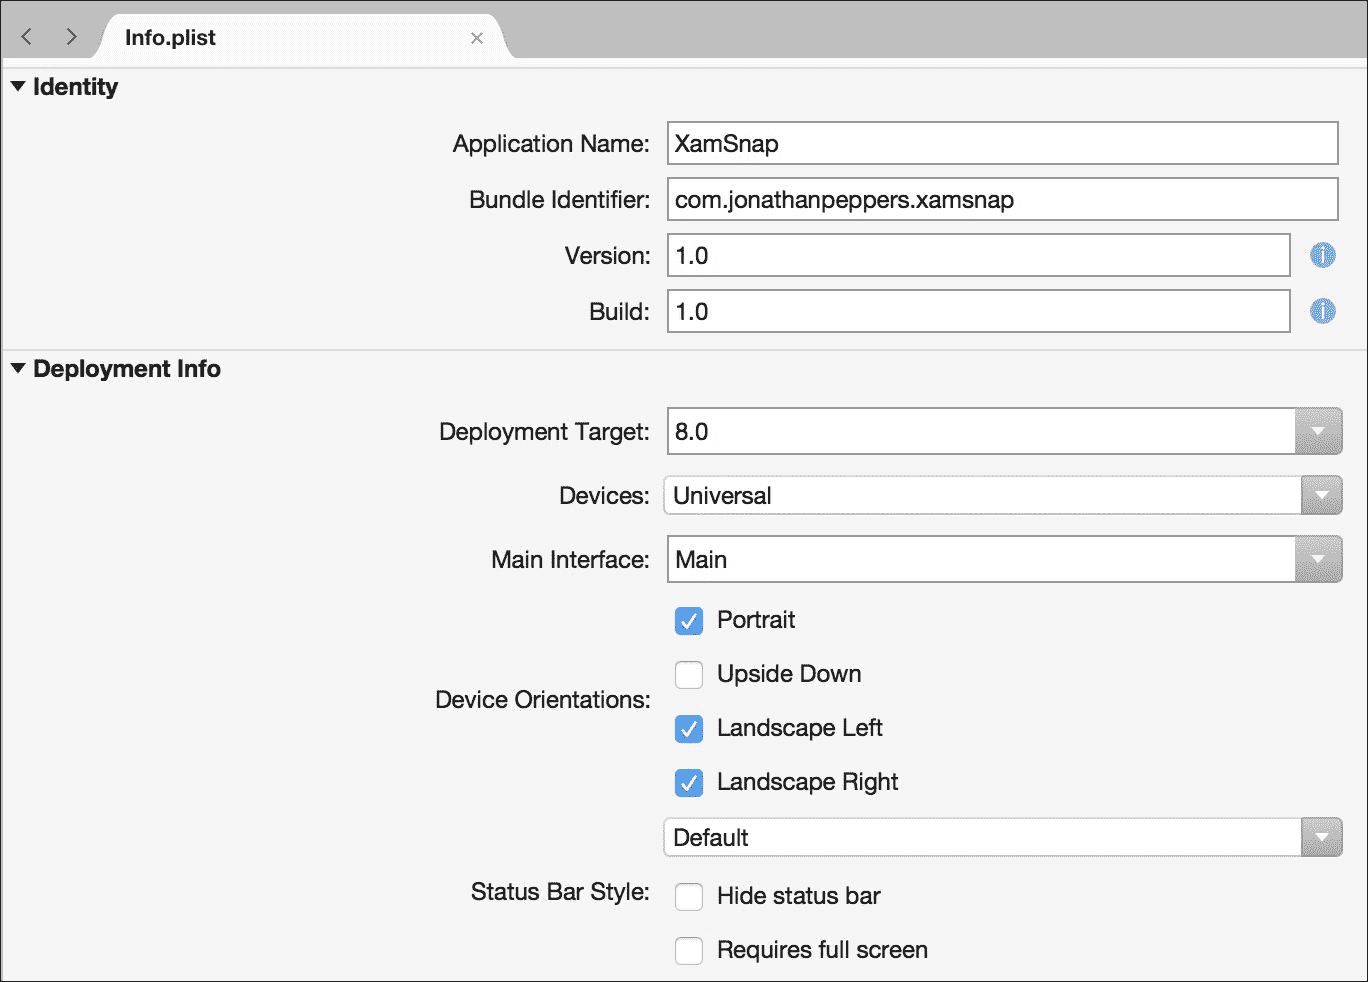 Info.plist
Identity
Application Name: XamSnap
Bundle Identifier: com.jonathanpeppers.xamsnap
Version: 1.0
Build: 1.0
Deployment Info
Deployment Target: 8.0
Devices: Universal
Main Interface: Main
Portrait
Upside Down
Device Orientations:
Landscape Left
Landscape Right
Default
Status Bar Style:
Hide status bar
Requires full screen